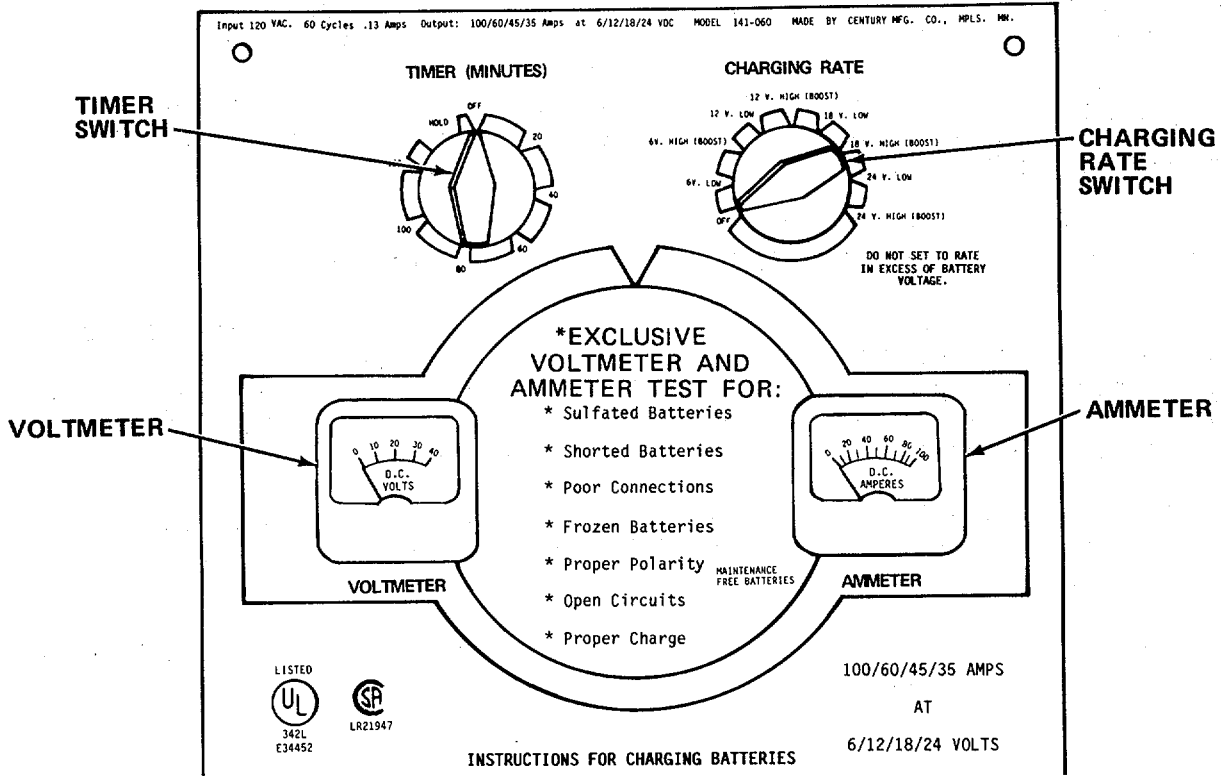 Input 120 VAC. 60 Cycles .13 Amps Output: 100/60/45/35 Amps at 6/12/18/24 VDC MODEL 141-060 MADE BY CENTURY MFG. CO., MPLS. MN.
TIMER (MINUTES)
CHARGING RATE
TIMER
SWITCH
HOLD
OFF
20
40
60
80
100
OFF
6V. LOW
6V. HIGH (BOOST)
12 V. LOW
12 V. HIGH (BOOST)
18 V. LOW
18 V. HIGH (BOOST)
24 V. LOW
24 V. HIGH (BOOST)
CHARGING
RATE
SWITCH
DO NOT SET TO RATE
IN EXCESS OF BATTERY
VOLTAGE.
*EXCLUSIVE
VOLTMETER AND
AMMETER TEST FOR:
* Sulfated Batteries
* Shorted Batteries
* Poor Connections
* Frozen Batteries
* Proper Polarity
MAINTENANCE
FREE BATTERIES
* Open Circuits
* Proper Charge
VOLTMETER
0 10 20 30 40
D.C.
VOLTS
VOLTMETER
AMMETER
0 20 40 60 80 100
D.C.
AMPERES
AMMETER
LISTED
UL
342L
E34452
SA
LR21947
100/60/45/35 AMPS
AT
6/12/18/24 VOLTS
INSTRUCTIONS FOR CHARGING BATTERIES